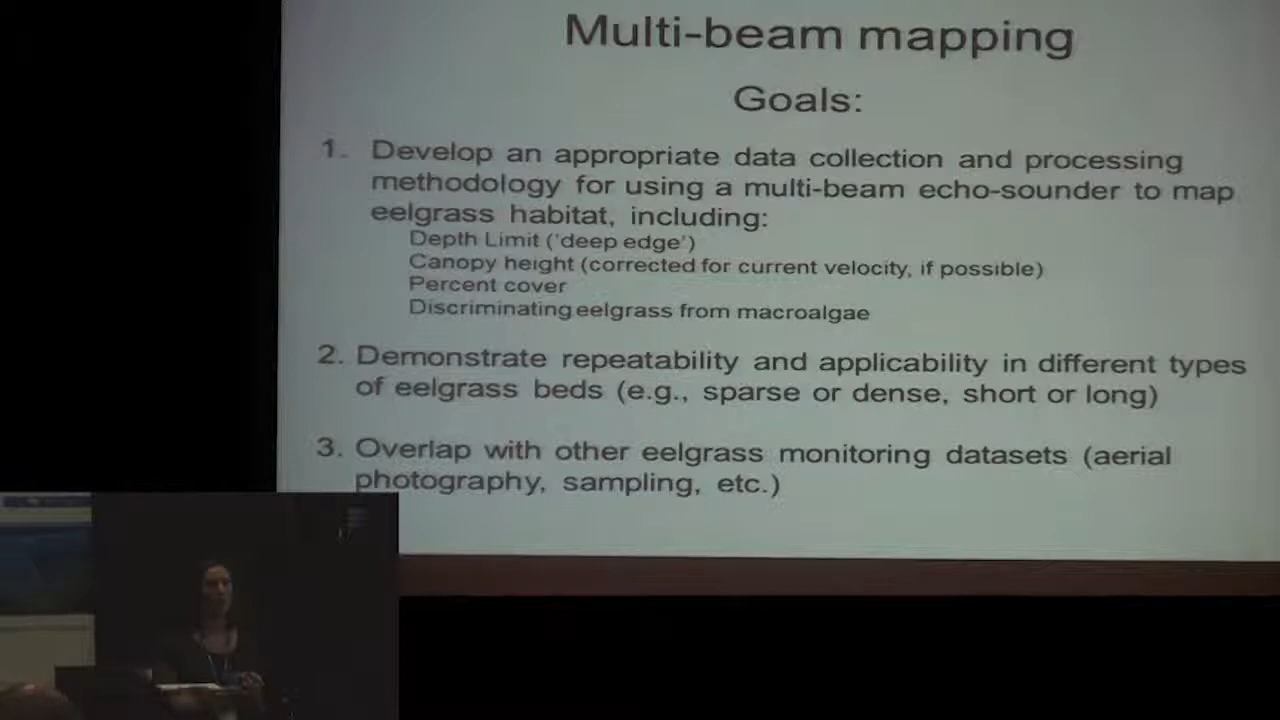 Multi-beam mapping
Goals:
1. Develop an appropriate data collection and processing
methodology for using a multi-beam echo-sounder to map
eelgrass habitat, including:
Depth Limit ('deep edge')
Canopy height (corrected for current velocity, if possible)
Percent cover
Discriminating eelgrass from macroalgae
2. Demonstrate repeatability and applicability in different types
of eelgrass beds (e.g., sparse or dense, short or long)
3. Overlap with other eelgrass monitoring datasets (aerial
photography, sampling, etc.)